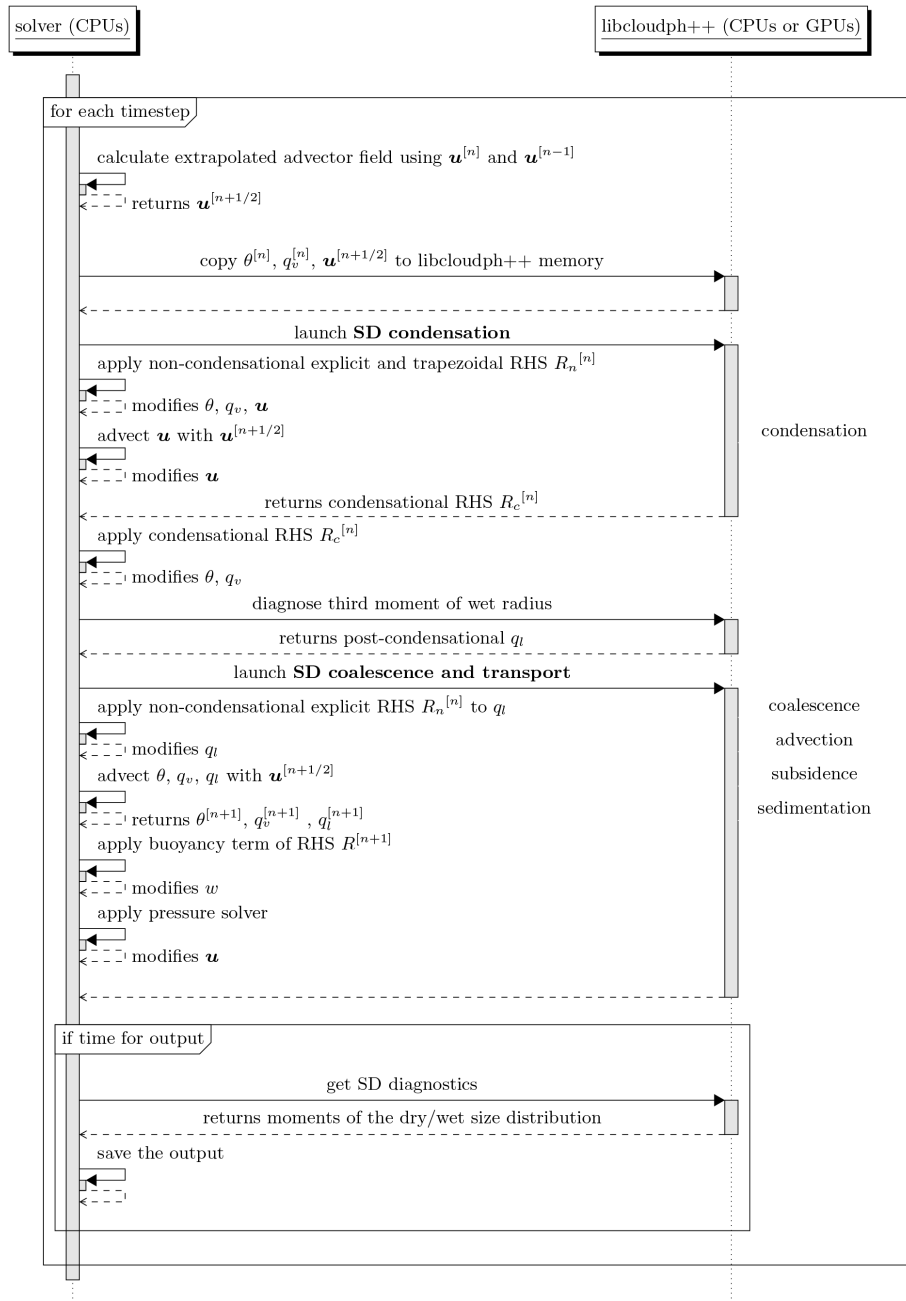 solver (CPUs)
libcloudph++ (CPUs or GPUs)
for each timestep
calculate extrapolated advector field using 𝒖^[n] and 𝒖^[n−1]
returns 𝒖^[n+1/2]
copy θ^[n], q_v^[n], 𝒖^[n+1/2] to libcloudph++ memory
launch SD condensation
apply non-condensational explicit and trapezoidal RHS R_n^[n]
modifies θ, q_v, 𝒖
condensation
advect 𝒖 with 𝒖^[n+1/2]
modifies 𝒖
returns condensational RHS R_c^[n]
apply condensational RHS R_c^[n]
modifies θ, q_v
diagnose third moment of wet radius
returns post-condensational q_l
launch SD coalescence and transport
apply non-condensational explicit RHS R_n^[n] to q_l
coalescence
modifies q_l
advection
advect θ, q_v, q_l with 𝒖^[n+1/2]
subsidence
returns θ^[n+1], q_v^[n+1] , q_l^[n+1]
sedimentation
apply buoyancy term of RHS R^[n+1]
modifies w
apply pressure solver
modifies 𝒖
if time for output
get SD diagnostics
returns moments of the dry/wet size distribution
save the output